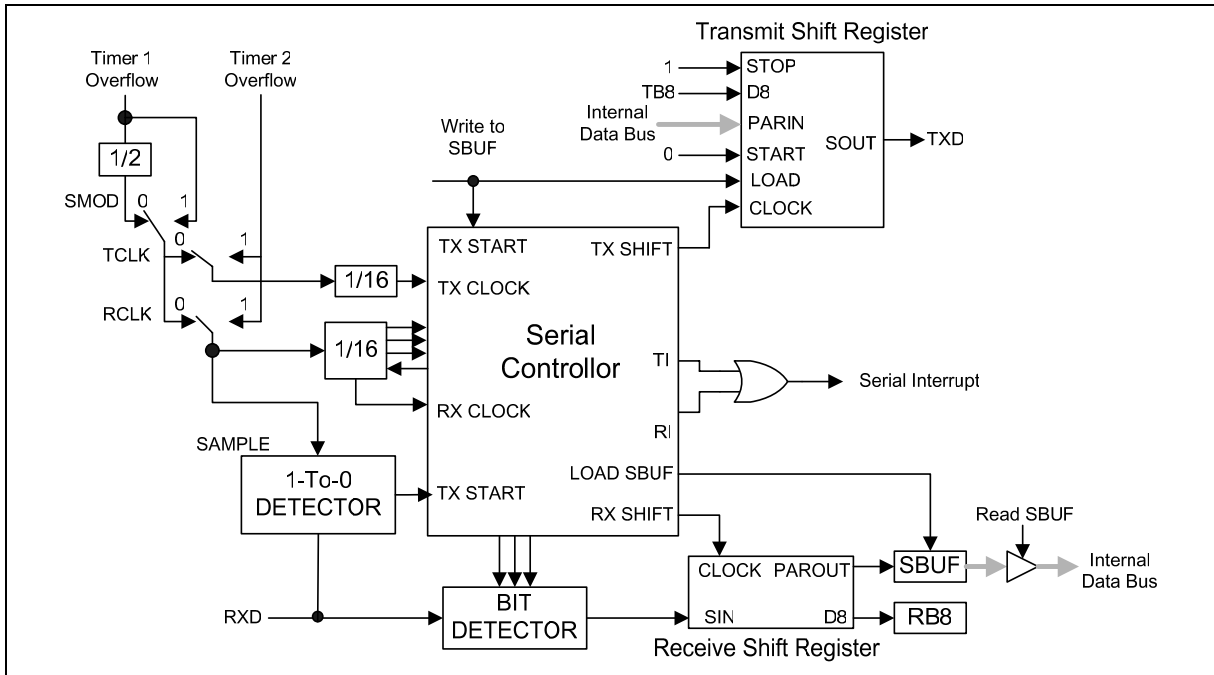 Transmit Shift Register
Timer 1
Overflow
Timer 2
Overflow
1
STOP
TB8
D8
Internal
Data Bus
PARIN
SOUT
TXD
0
START
LOAD
CLOCK
Write to
SBUF
1/2
SMOD
0
1
TCLK
0
1
RCLK
0
1
1/16
1/16
TX START
TX SHIFT
TX CLOCK
Serial
Controllor
TI
Serial Interrupt
RX CLOCK
RI
SAMPLE
1-To-0
DETECTOR
TX START
LOAD SBUF
RX SHIFT
Read SBUF
CLOCK
PAROUT
SBUF
Internal
Data Bus
RXD
BIT
DETECTOR
SIN
D8
RB8
Receive Shift Register